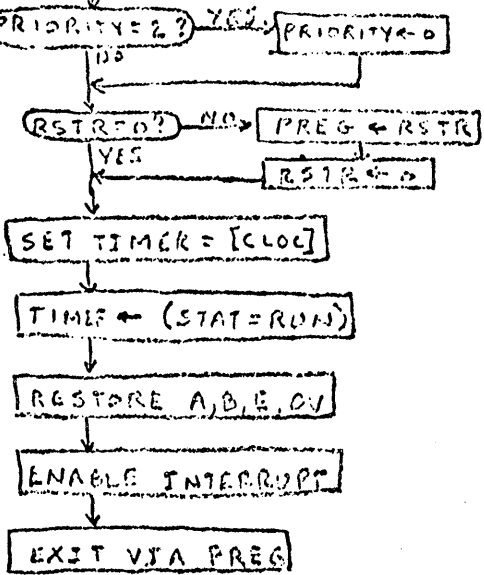 PRIORITY=2?
YES
PRIORITY←0
NO
RSTR=0?
NO
PREG ← RSTR
YES
RSTR ← 0
SET TIMER = [CLOC]
TIMF ← (STAT=RUN)
RESTORE A,B,E,OV
ENABLE INTERRUPT
EXIT VIA PREG